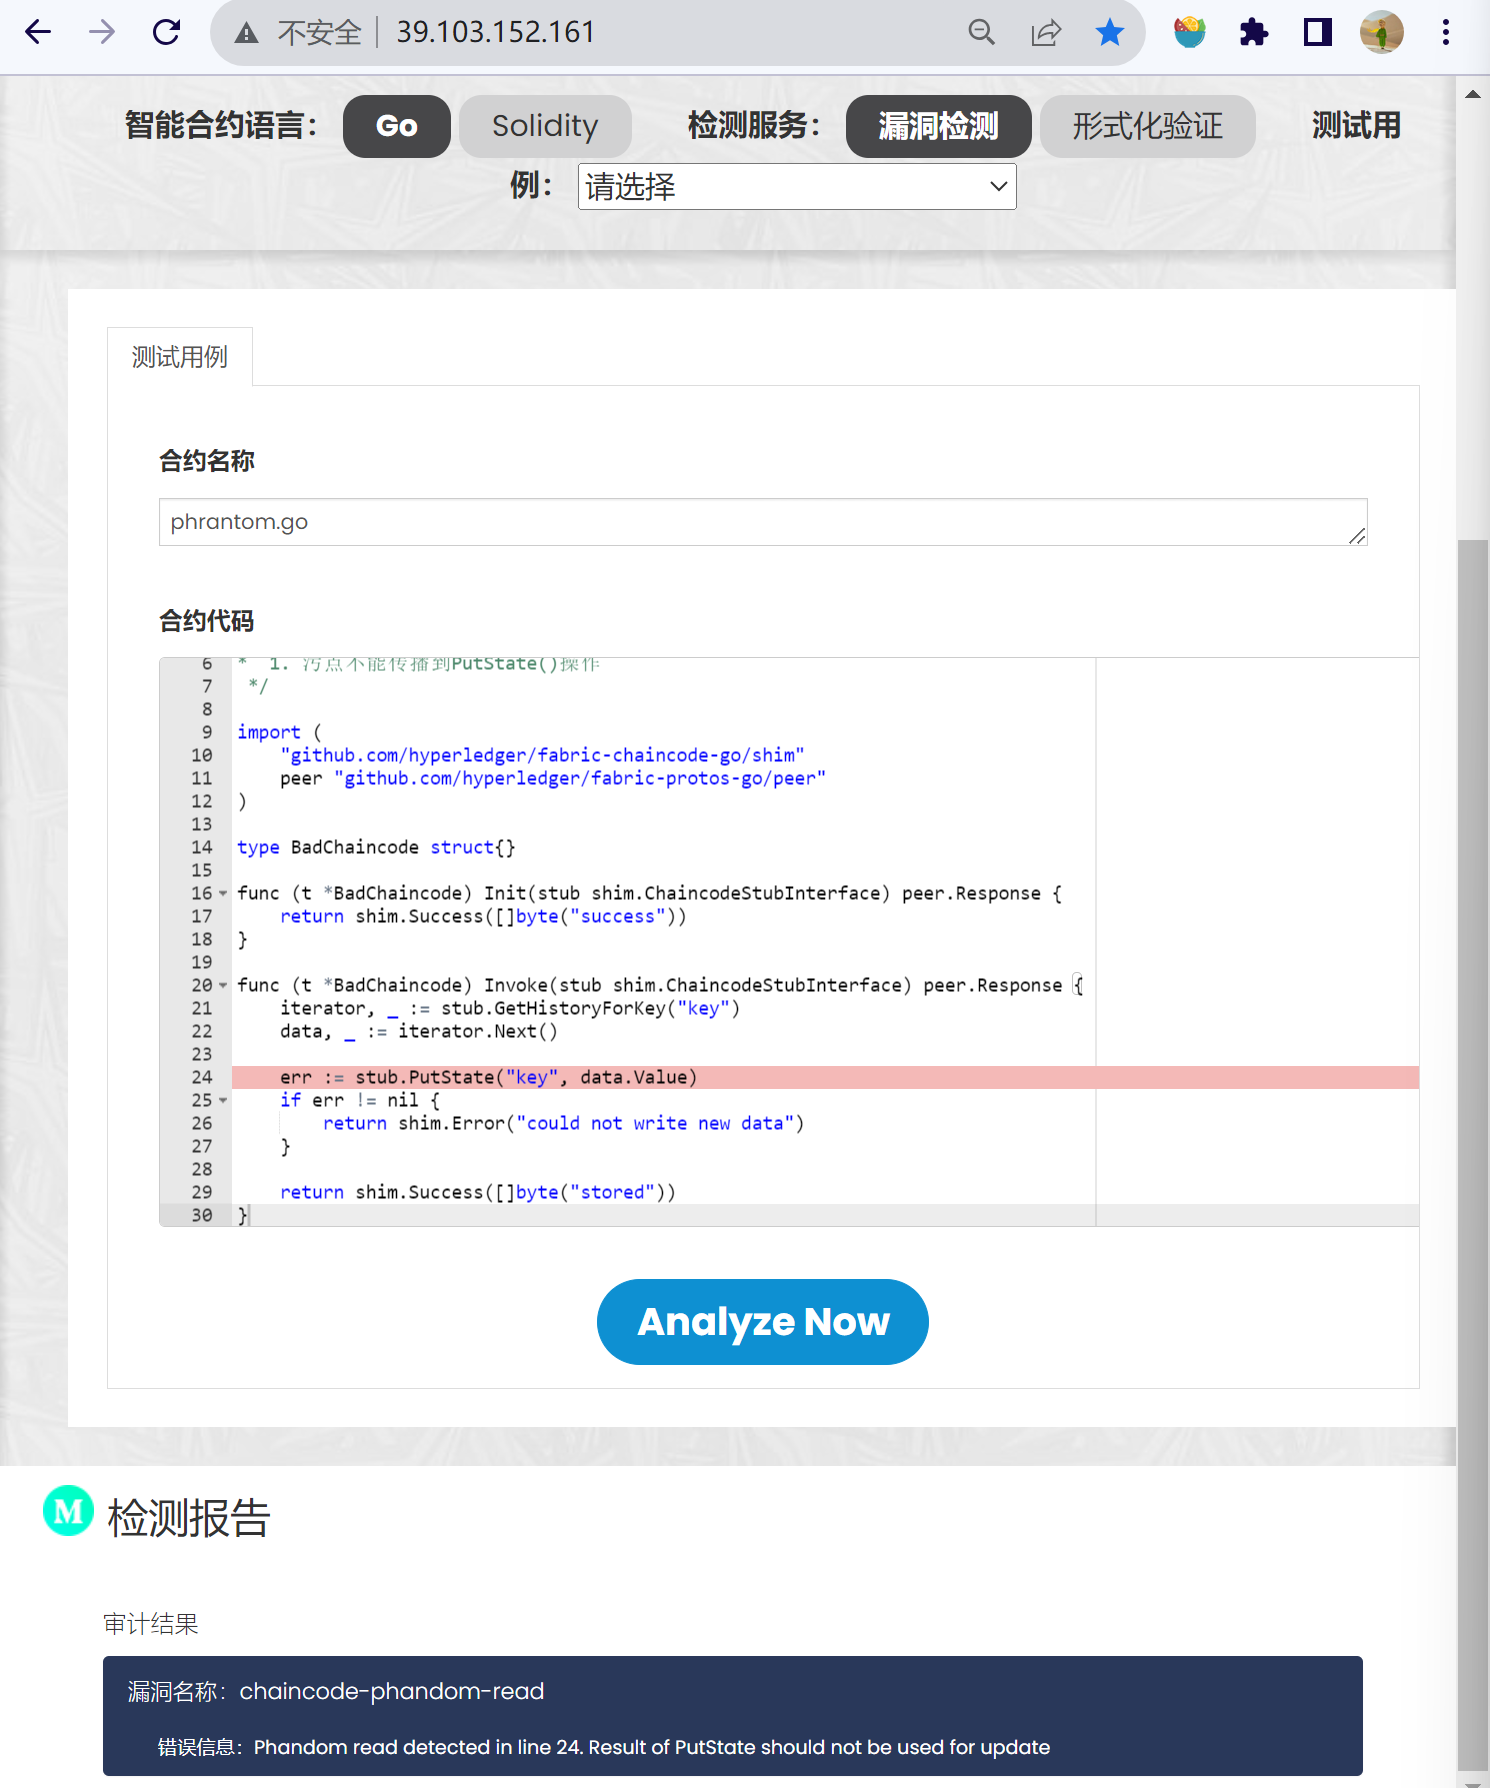 不安全 39.103.152.161
智能合约语言： Go Solidity 检测服务： 漏洞检测 形式化验证 测试用
例： 请选择
测试用例
合约名称
phrantom.go
合约代码
6 * 1. 污点不能传播到PutState()操作
7 */
8
9 import (
10 "github.com/hyperledger/fabric-chaincode-go/shim"
11 peer "github.com/hyperledger/fabric-protos-go/peer"
12 )
13
14 type BadChaincode struct{}
15
16 func (t *BadChaincode) Init(stub shim.ChaincodeStubInterface) peer.Response {
17 return shim.Success([]byte("success"))
18 }
19
20 func (t *BadChaincode) Invoke(stub shim.ChaincodeStubInterface) peer.Response {
21 iterator, _ := stub.GetHistoryForKey("key")
22 data, _ := iterator.Next()
23
24 err := stub.PutState("key", data.Value)
25 if err != nil {
26 return shim.Error("could not write new data")
27 }
28
29 return shim.Success([]byte("stored"))
30 }
Analyze Now
M 检测报告
审计结果
漏洞名称：chaincode-phandom-read
错误信息：Phandom read detected in line 24. Result of PutState should not be used for update